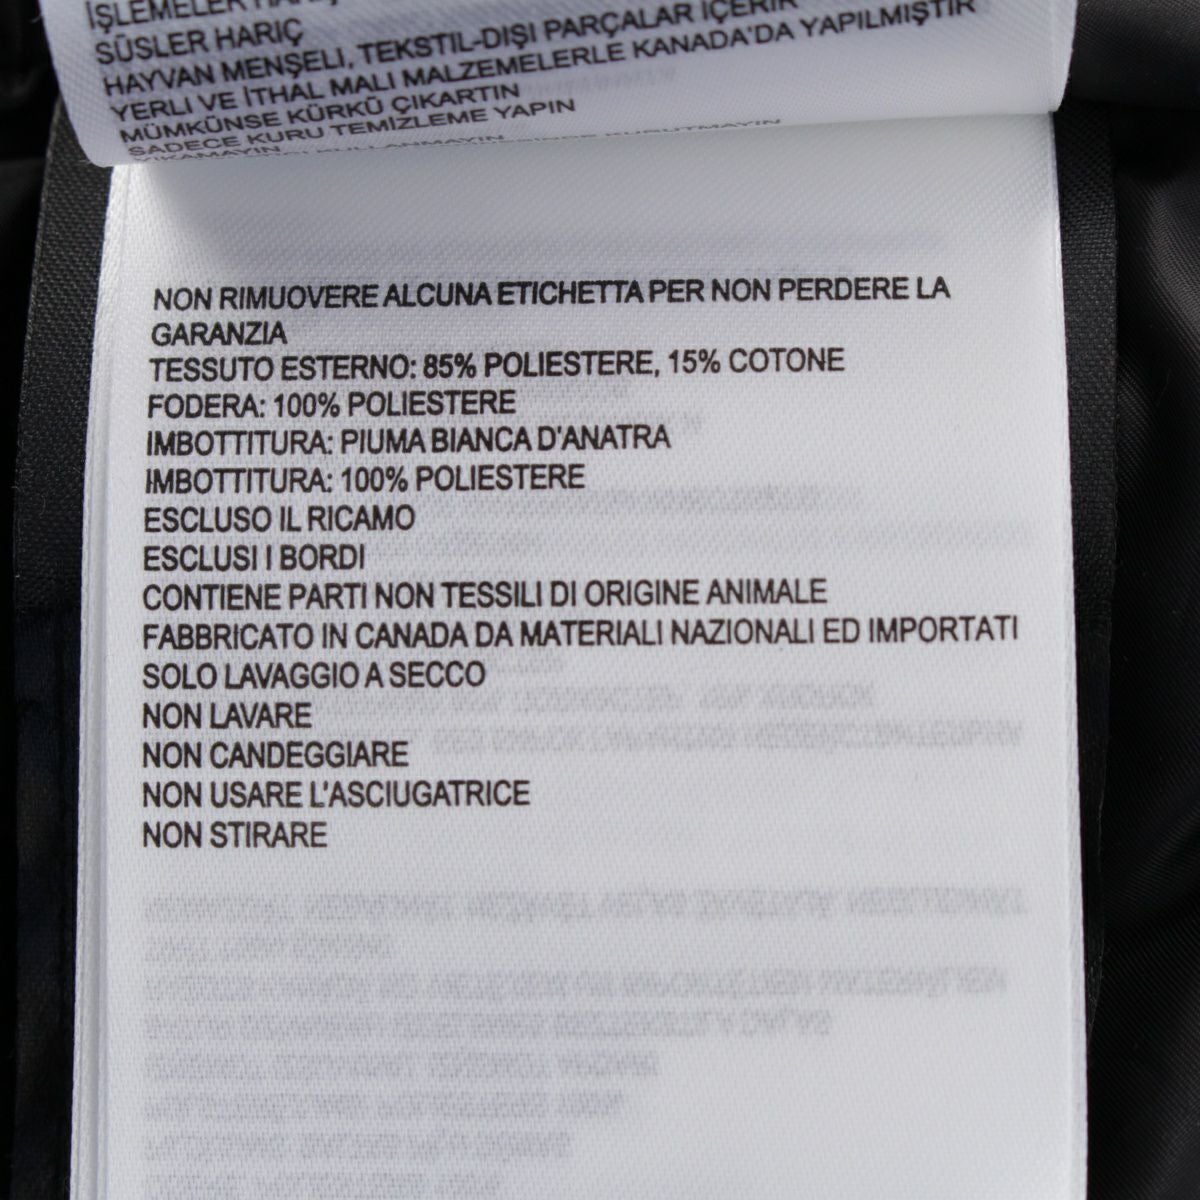 SÜSLER HARİÇ
HAYVAN MENŞELİ, TEKSTİL-DIŞI PARÇALAR İÇERİR
YERLİ VE İTHAL MALI MALZEMELERLE KANADA'DA YAPILMIŞTIR
MÜMKÜNSE KÜRKÜ ÇIKARTIN
SADECE KURU TEMİZLEME YAPIN
YIKAMAYIN
NON RIMUOVERE ALCUNA ETICHETTA PER NON PERDERE LA
GARANZIA
TESSUTO ESTERNO: 85% POLIESTERE, 15% COTONE
FODERA: 100% POLIESTERE
IMBOTTITURA: PIUMA BIANCA D'ANATRA
IMBOTTITURA: 100% POLIESTERE
ESCLUSO IL RICAMO
ESCLUSI I BORDI
CONTIENE PARTI NON TESSILI DI ORIGINE ANIMALE
FABBRICATO IN CANADA DA MATERIALI NAZIONALI ED IMPORTATI
SOLO LAVAGGIO A SECCO
NON LAVARE
NON CANDEGGIARE
NON USARE L'ASCIUGATRICE
NON STIRARE